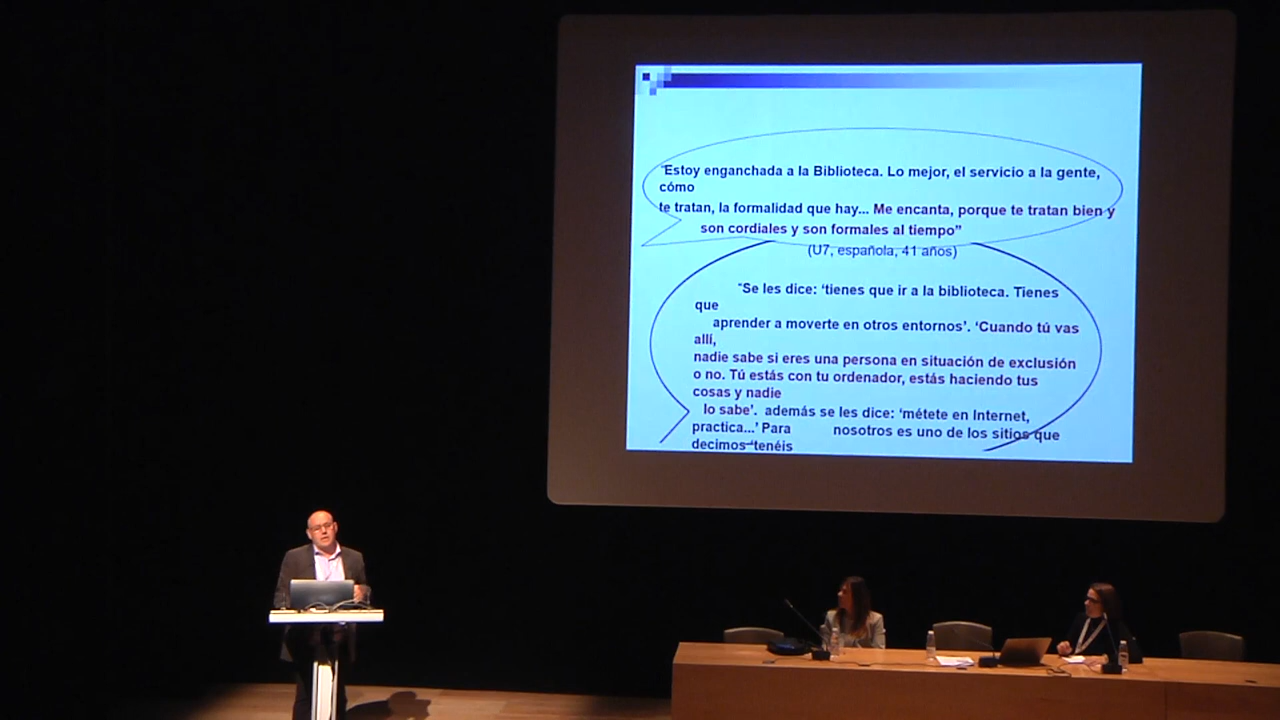 “Estoy enganchada a la Biblioteca. Lo mejor, el servicio a la gente,
cómo
te tratan, la formalidad que hay... Me encanta, porque te tratan bien y
son cordiales y son formales al tiempo”
(U7, española, 41 años)
“Se les dice: ‘tienes que ir a la biblioteca. Tienes
que
aprender a moverte en otros entornos’. ‘Cuando tú vas
allí,
nadie sabe si eres una persona en situación de exclusión
o no. Tú estás con tu ordenador, estás haciendo tus
cosas y nadie
lo sabe’. además se les dice: ‘métete en Internet,
practica...’ Para nosotros es uno de los sitios que
decimos ‘tenéis